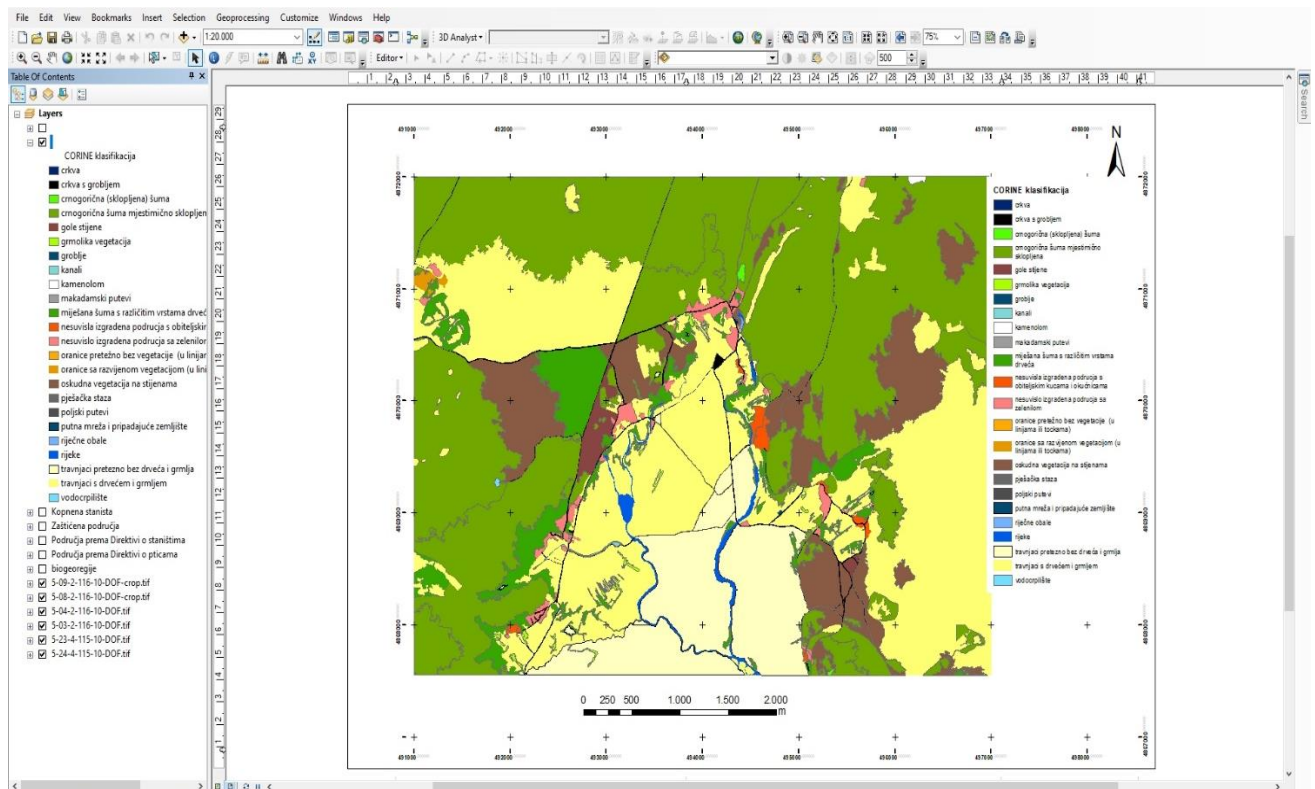 File Edit View Bookmarks Insert Selection Geoprocessing Customize Windows Help
1:20.000
3D Analyst
75%
Editor
500
Table Of Contents
Search
Layers
CORINE klasifikacija
crkva
crkva s grobljem
crnogorična (sklopljena) šuma
crnogorična šuma mjestimično sklopljen
gole stijene
grmolika vegetacija
groblje
kanali
kamenolom
makadamski putevi
miješana šuma s različitim vrstama drveć
nesuvislo izgrađena područja s obiteljskir
nesuvislo izgrađena područja sa zelenilor
oranice pretežno bez vegetacije (u linijar
oranice sa razvijenom vegetacijom (u lini
oskudna vegetacija na stijenama
pješačka staza
poljski putevi
putna mreža i pripadajuće zemljište
riječne obale
rijeke
travnjaci pretezno bez drveća i grmlja
travnjaci s drvećem i grmljem
vodocrpilište
Kopnena stanista
Zaštićena područja
Područja prema Direktivi o staništima
Područja prema Direktivi o pticama
biogeoregije
5-09-2-116-10-DOF-crop.tif
5-08-2-116-10-DOF-crop.tif
5-04-2-116-10-DOF.tif
5-03-2-116-10-DOF.tif
5-23-4-115-10-DOF.tif
5-24-4-115-10-DOF.tif
N
CORINE klasifikacija
crkva
crkva s grobljem
crnogorična (sklopljena) šuma
crnogorična šuma mjestimično
sklopljena
gole stijene
grmolika vegetacija
groblje
kanali
kamenolom
makadamski putevi
miješana šuma s različitim vrstama
drveća
nesuvislo izgrađena područja s
obiteljskim kucama i okućnicama
nesuvislo izgrađena područja sa
zelenilom
oranice pretežno bez vegetacije (u
linijama ili tockama)
oranice sa razvijenom vegetacijom (u
linijama ili tockama)
oskudna vegetacija na stijenama
pješačka staza
poljski putevi
putna mreža i pripadajuće zemljište
riječne obale
rijeke
travnjaci pretezno bez drveća i grmlja
travnjaci s drvećem i grmljem
vodocrpilište
0 250 500 1.000 1.500 2.000
m